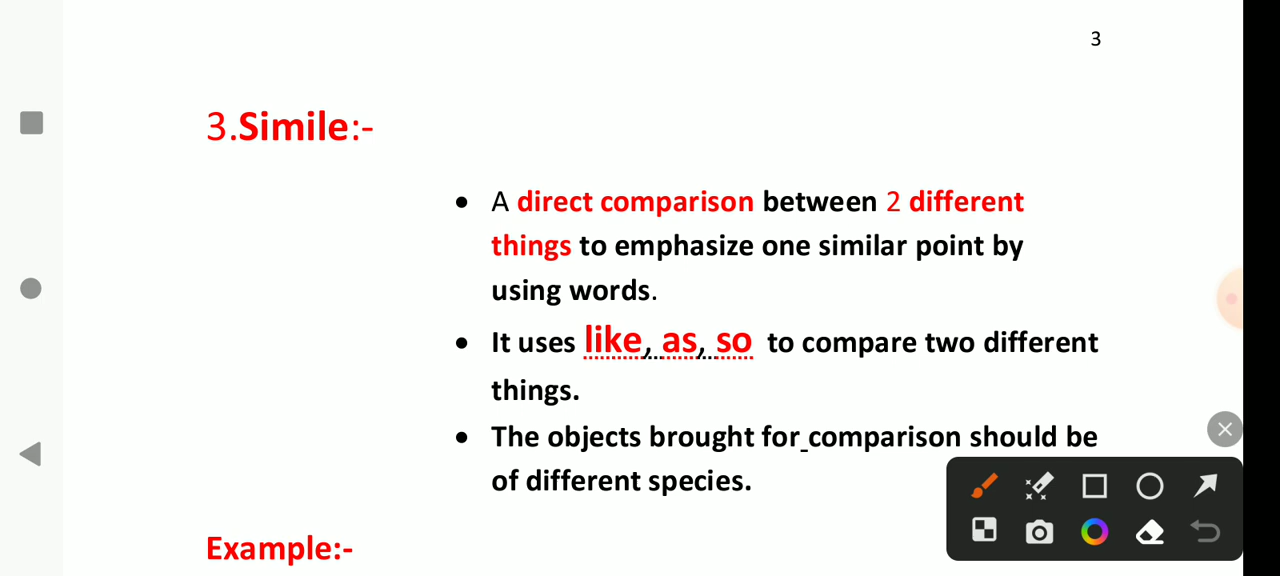 3
3.Simile:-
• A direct comparison between 2 different
things to emphasize one similar point by
using words.
• It uses like, as, so to compare two different
things.
• The objects brought for comparison should be
of different species.
Example:-